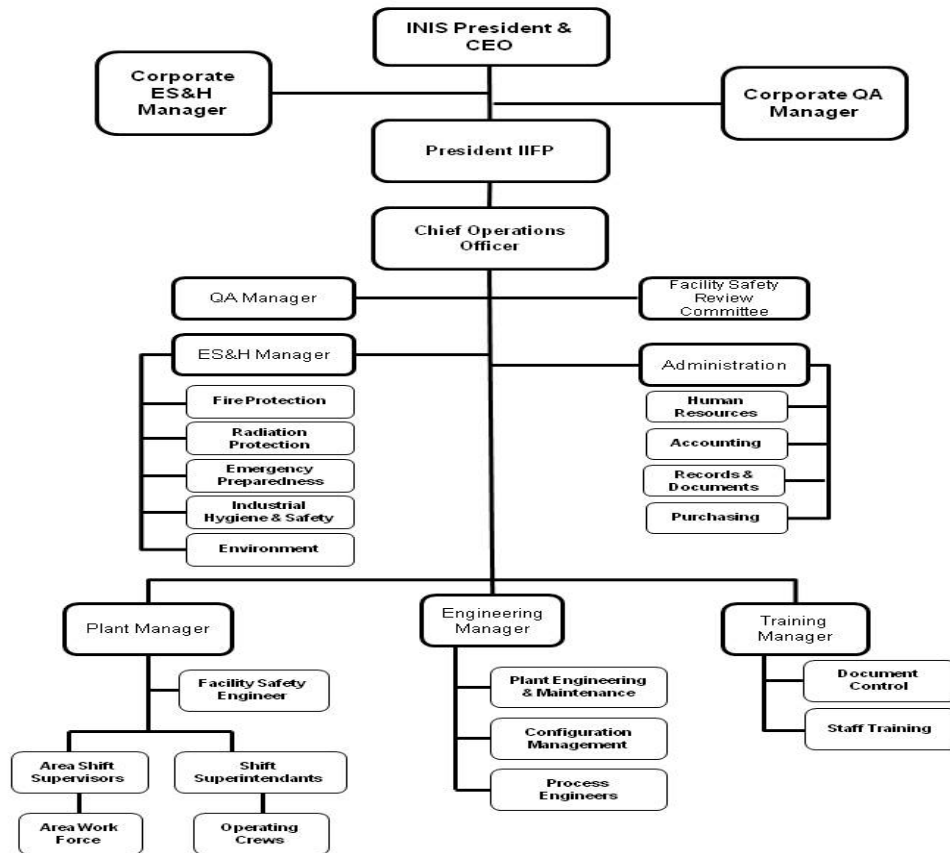 INIS President &
CEO
Corporate
ES&H
Manager
Corporate QA
Manager
President IIFP
Chief Operations
Officer
QA Manager
Facility Safety
Review
Committee
ES&H Manager
Administration
Fire Protection
Radiation
Protection
Emergency
Preparedness
Industrial
Hygiene & Safety
Environment
Human
Resources
Accounting
Records &
Documents
Purchasing
Plant Manager
Engineering
Manager
Training
Manager
Facility Safety
Engineer
Area Shift
Supervisors
Shift
Superintendants
Area Work
Force
Operating
Crews
Plant Engineering
& Maintenance
Configuration
Management
Process
Engineers
Document
Control
Staff Training